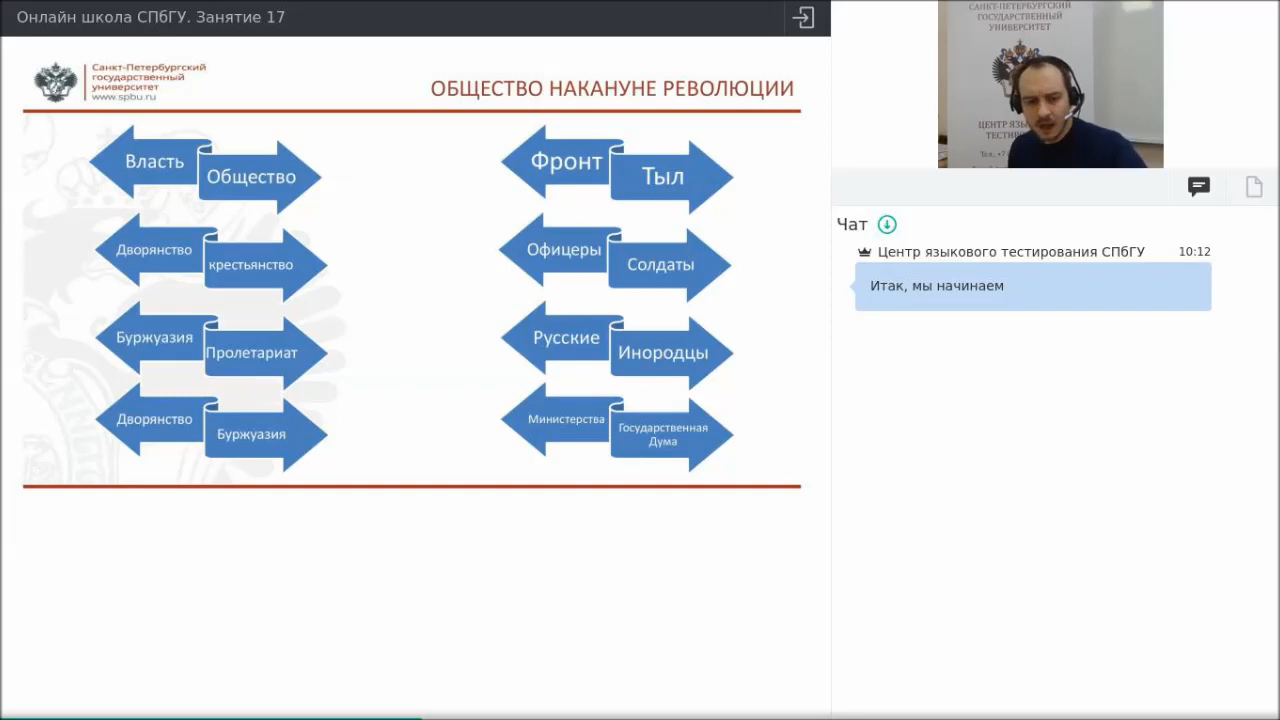 Онлайн школа СПбГУ. Занятие 17
Санкт-Петербургский
государственный
университет
www.spbu.ru
ОБЩЕСТВО НАКАНУНЕ РЕВОЛЮЦИИ
Власть
Общество
Дворянство
крестьянство
Буржуазия
Пролетариат
Дворянство
Буржуазия
Фронт
Тыл
Офицеры
Солдаты
Русские
Инородцы
Министерства
Государственная
Дума
САНКТ-ПЕТЕРБУРГСКИЙ
ГОСУДАРСТВЕННЫЙ
УНИВЕРСИТЕТ
Чат
Центр языкового тестирования СПбГУ
10:12
Итак, мы начинаем